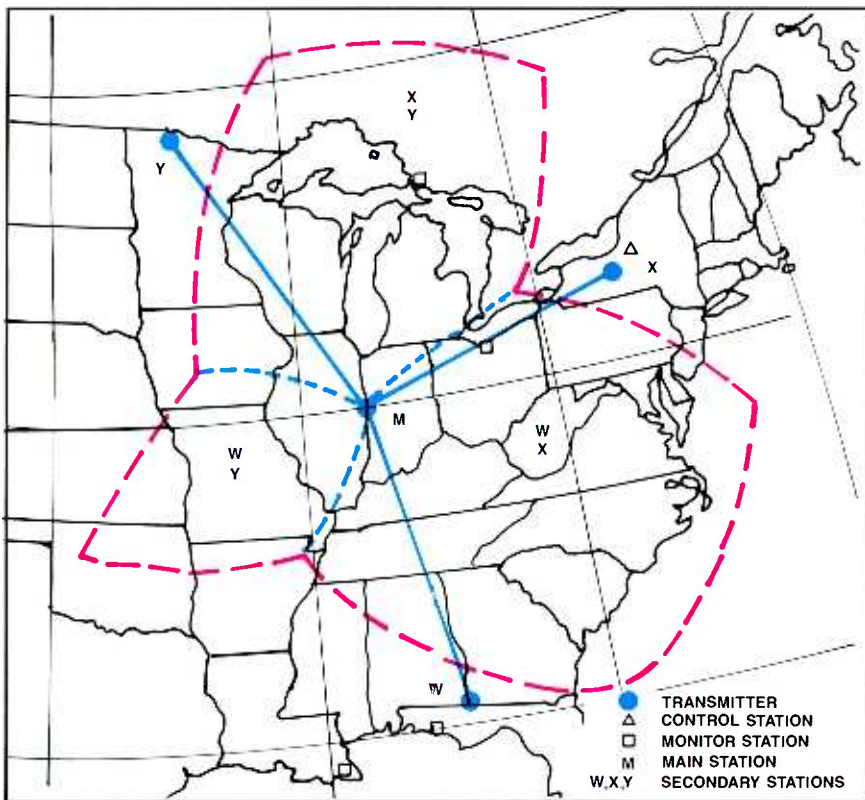 X
Y
Y
X
M
W
X
W
Y
W
TRANSMITTER
CONTROL STATION
MONITOR STATION
M MAIN STATION
W,X,Y SECONDARY STATIONS